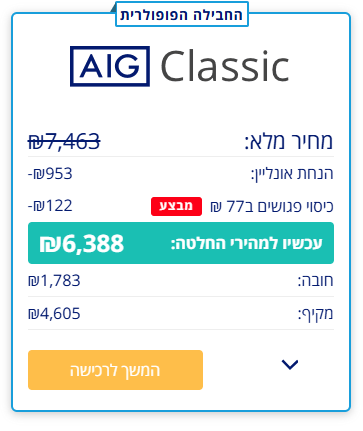 החבילה הפופולרית
AIG Classic
מחיר מלא: ₪7,463
הנחת אונליין: ₪953-
כיסוי פגושים ב77 ₪ מבצע ₪122-
עכשיו למהירי החלטה: ₪6,388
חובה: ₪1,783
מקיף: ₪4,605
המשך לרכישה